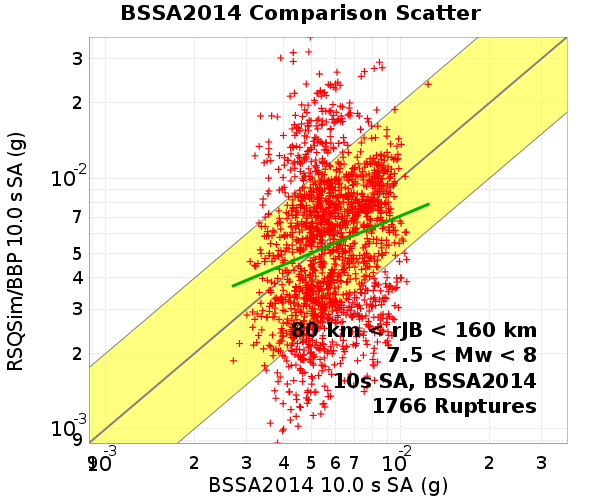 BSSA2014 Comparison Scatter
RSQSim/BBP 10.0 s SA (g)
3
2
10-2
7
5
4
3
2
10-3
9
80 km < rJB < 160 km
7.5 < Mw < 8
10s SA, BSSA2014
1766 Ruptures
9 10-3 2 3 4 5 6 7 10-2 2 3
BSSA2014 10.0 s SA (g)